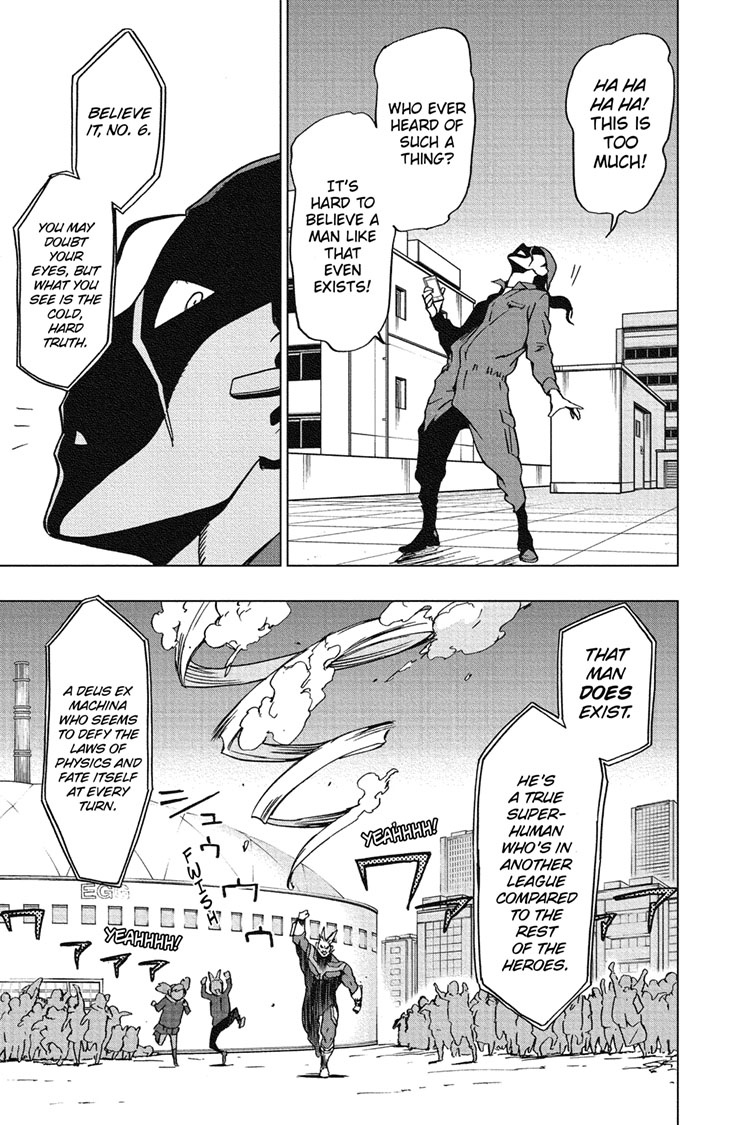 HA HA
HA HA!
THIS IS
TOO
MUCH!
WHO EVER
HEARD OF
SUCH A
THING?
IT'S
HARD TO
BELIEVE A
MAN LIKE
THAT
EVEN
EXISTS!
BELIEVE
IT, NO. 6.
YOU MAY
DOUBT
YOUR
EYES, BUT
WHAT YOU
SEE IS THE
COLD,
HARD
TRUTH.
THAT
MAN
DOES
EXIST.
HE'S
A TRUE
SUPER-
HUMAN
WHO'S IN
ANOTHER
LEAGUE
COMPARED
TO THE
REST
OF THE
HEROES.
YEAHHHH!
A DEUS EX
MACHINA
WHO SEEMS
TO DEFY THE
LAWS OF
PHYSICS AND
FATE ITSELF
AT EVERY
TURN.
FWISH
YEAHHHH!
EGG